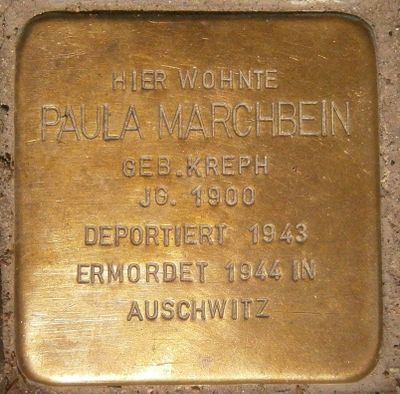 HIER WOHNTE
PAULA MARCHBEIN
GEB. KREPH
JG. 1900
DEPORTIERT 1943
ERMORDET 1944 IN
AUSCHWITZ